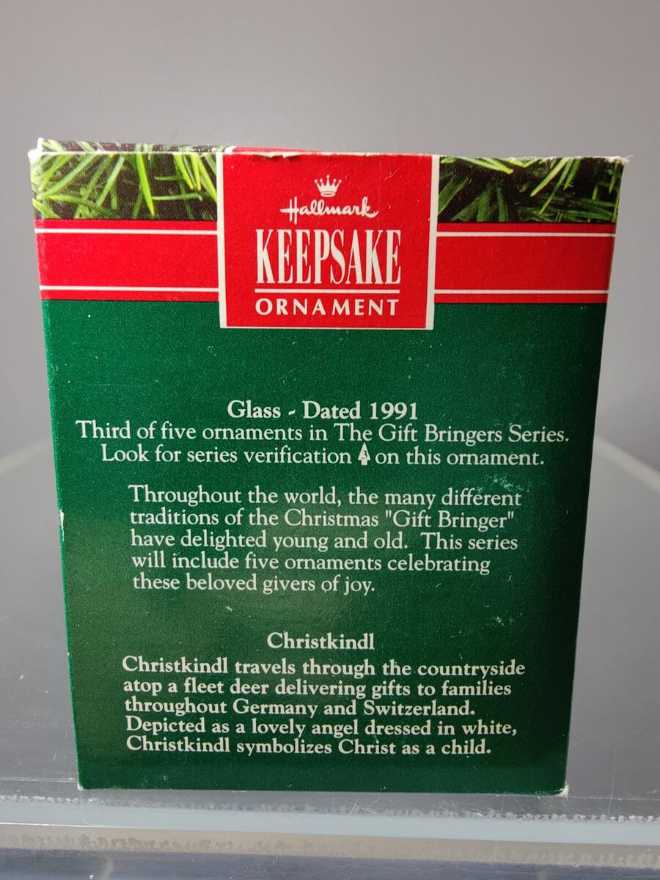 Hallmark
KEEPSAKE
ORNAMENT
Glass - Dated 1991
Third of five ornaments in The Gift Bringers Series.
Look for series verification on this ornament.
Throughout the world, the many different
traditions of the Christmas "Gift Bringer"
have delighted young and old. This series
will include five ornaments celebrating
these beloved givers of joy.
Christkindl
Christkindl travels through the countryside
atop a fleet deer delivering gifts to families
throughout Germany and Switzerland.
Depicted as a lovely angel dressed in white,
Christkindl symbolizes Christ as a child.